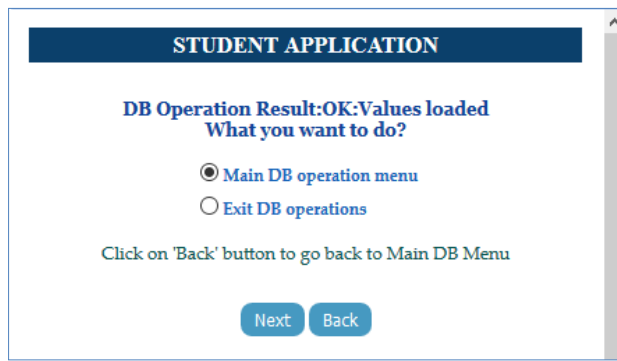 STUDENT APPLICATION
DB Operation Result:OK:Values loaded
What you want to do?
Main DB operation menu
Exit DB operations
Click on 'Back' button to go back to Main DB Menu
Next Back